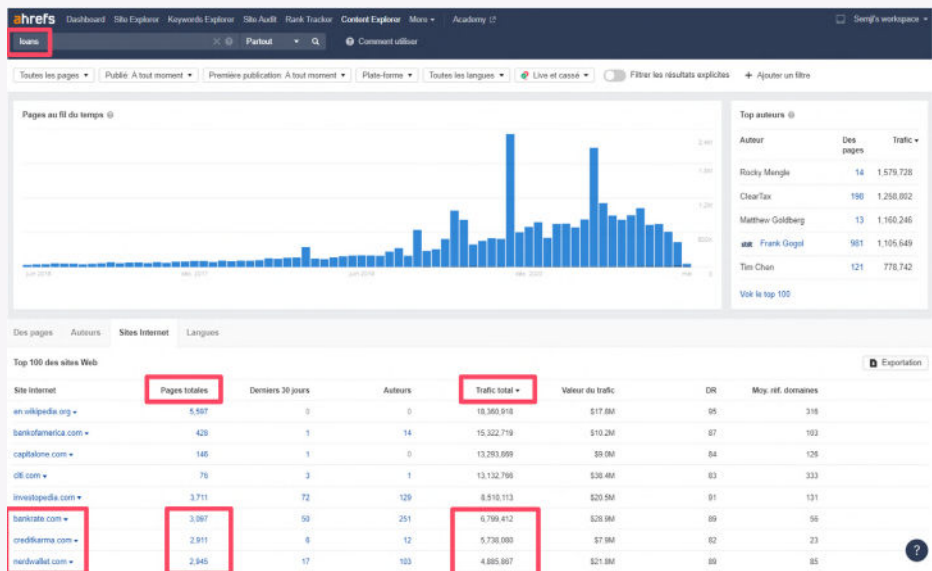 ahrefs Dashboard Site Explorer Keywords Explorer Site Audit Rank Tracker Content Explorer More Academy Semji's workspace
loans Partout Comment utiliser
Toutes les pages Publié À tout moment Première publication À tout moment Plate-forme Toutes les langues Live et cassé Filtrer les résultats explicites + Ajouter un filtre
Pages au fil du temps
2.4M
1.2M
800K
0
Top auteurs
Auteur Des pages Trafic
Rocky Mengle 14 1,579,728
ClearTax 198 1,258,802
Matthew Goldberg 13 1,160,246
Frank Gogol 981 1,105,649
Tim Chen 121 778,742
Voir le top 100
Des pages Auteurs Sites Internet Langues
Top 100 des sites Web Exportation
Site Internet Pages totales Derniers 30 jours Auteurs Trafic total Valeur du trafic DR Moy. réf. domaines
en.wikipedia.org 5,597 0 0 18,360,918 $17.8M 95 316
bankofamerica.com 428 1 14 15,322,719 $10.2M 87 103
capitalone.com 146 1 0 13,293,669 $9.0M 84 126
citi.com 76 3 1 13,132,766 $38.4M 83 333
investopedia.com 3,711 72 129 8,510,113 $20.5M 91 131
bankrate.com 3,097 50 251 6,799,412 $28.9M 89 56
creditkarma.com 2,911 6 12 5,738,060 $7.9M 82 23
nerdwallet.com 2,945 17 103 4,885,867 $21.8M 89 85
?